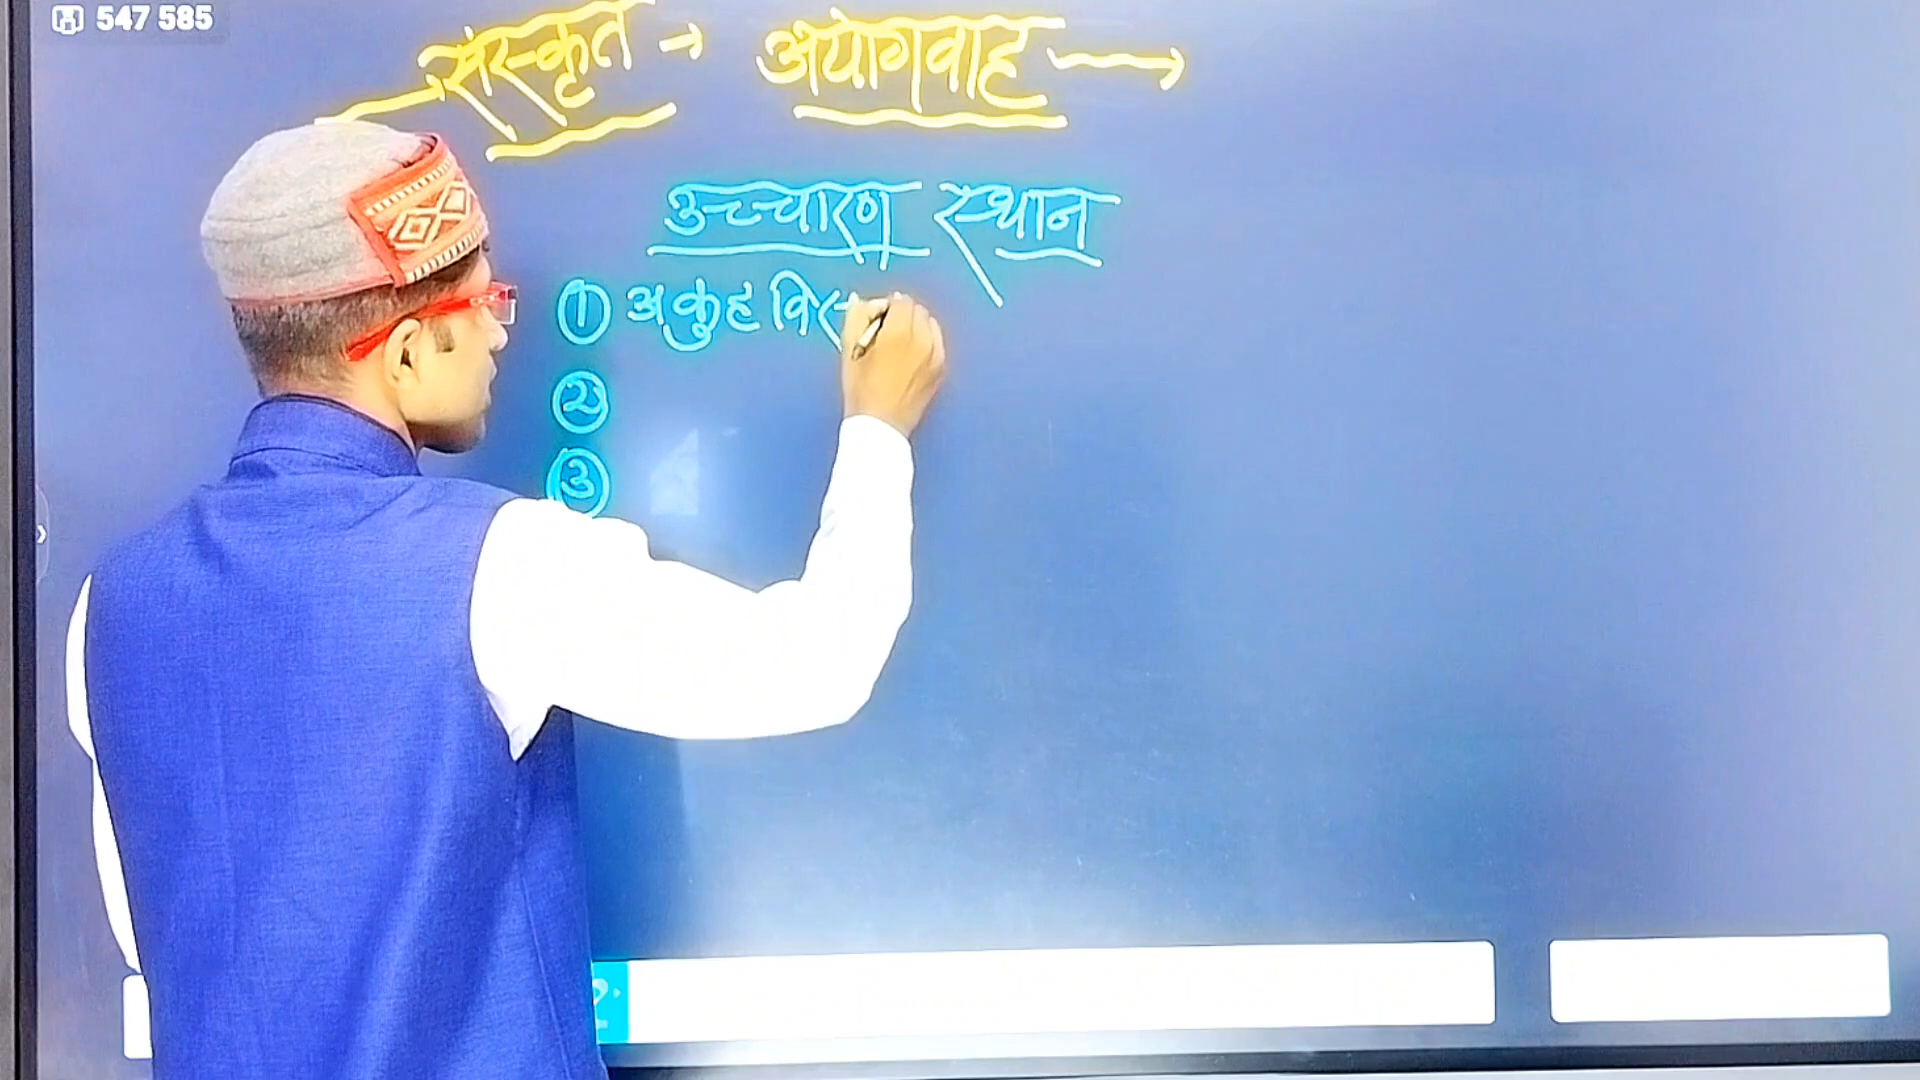 547 585
संस्कृत → अयोगवाह →
उच्चारण स्थान
① अकुह वि
②
③